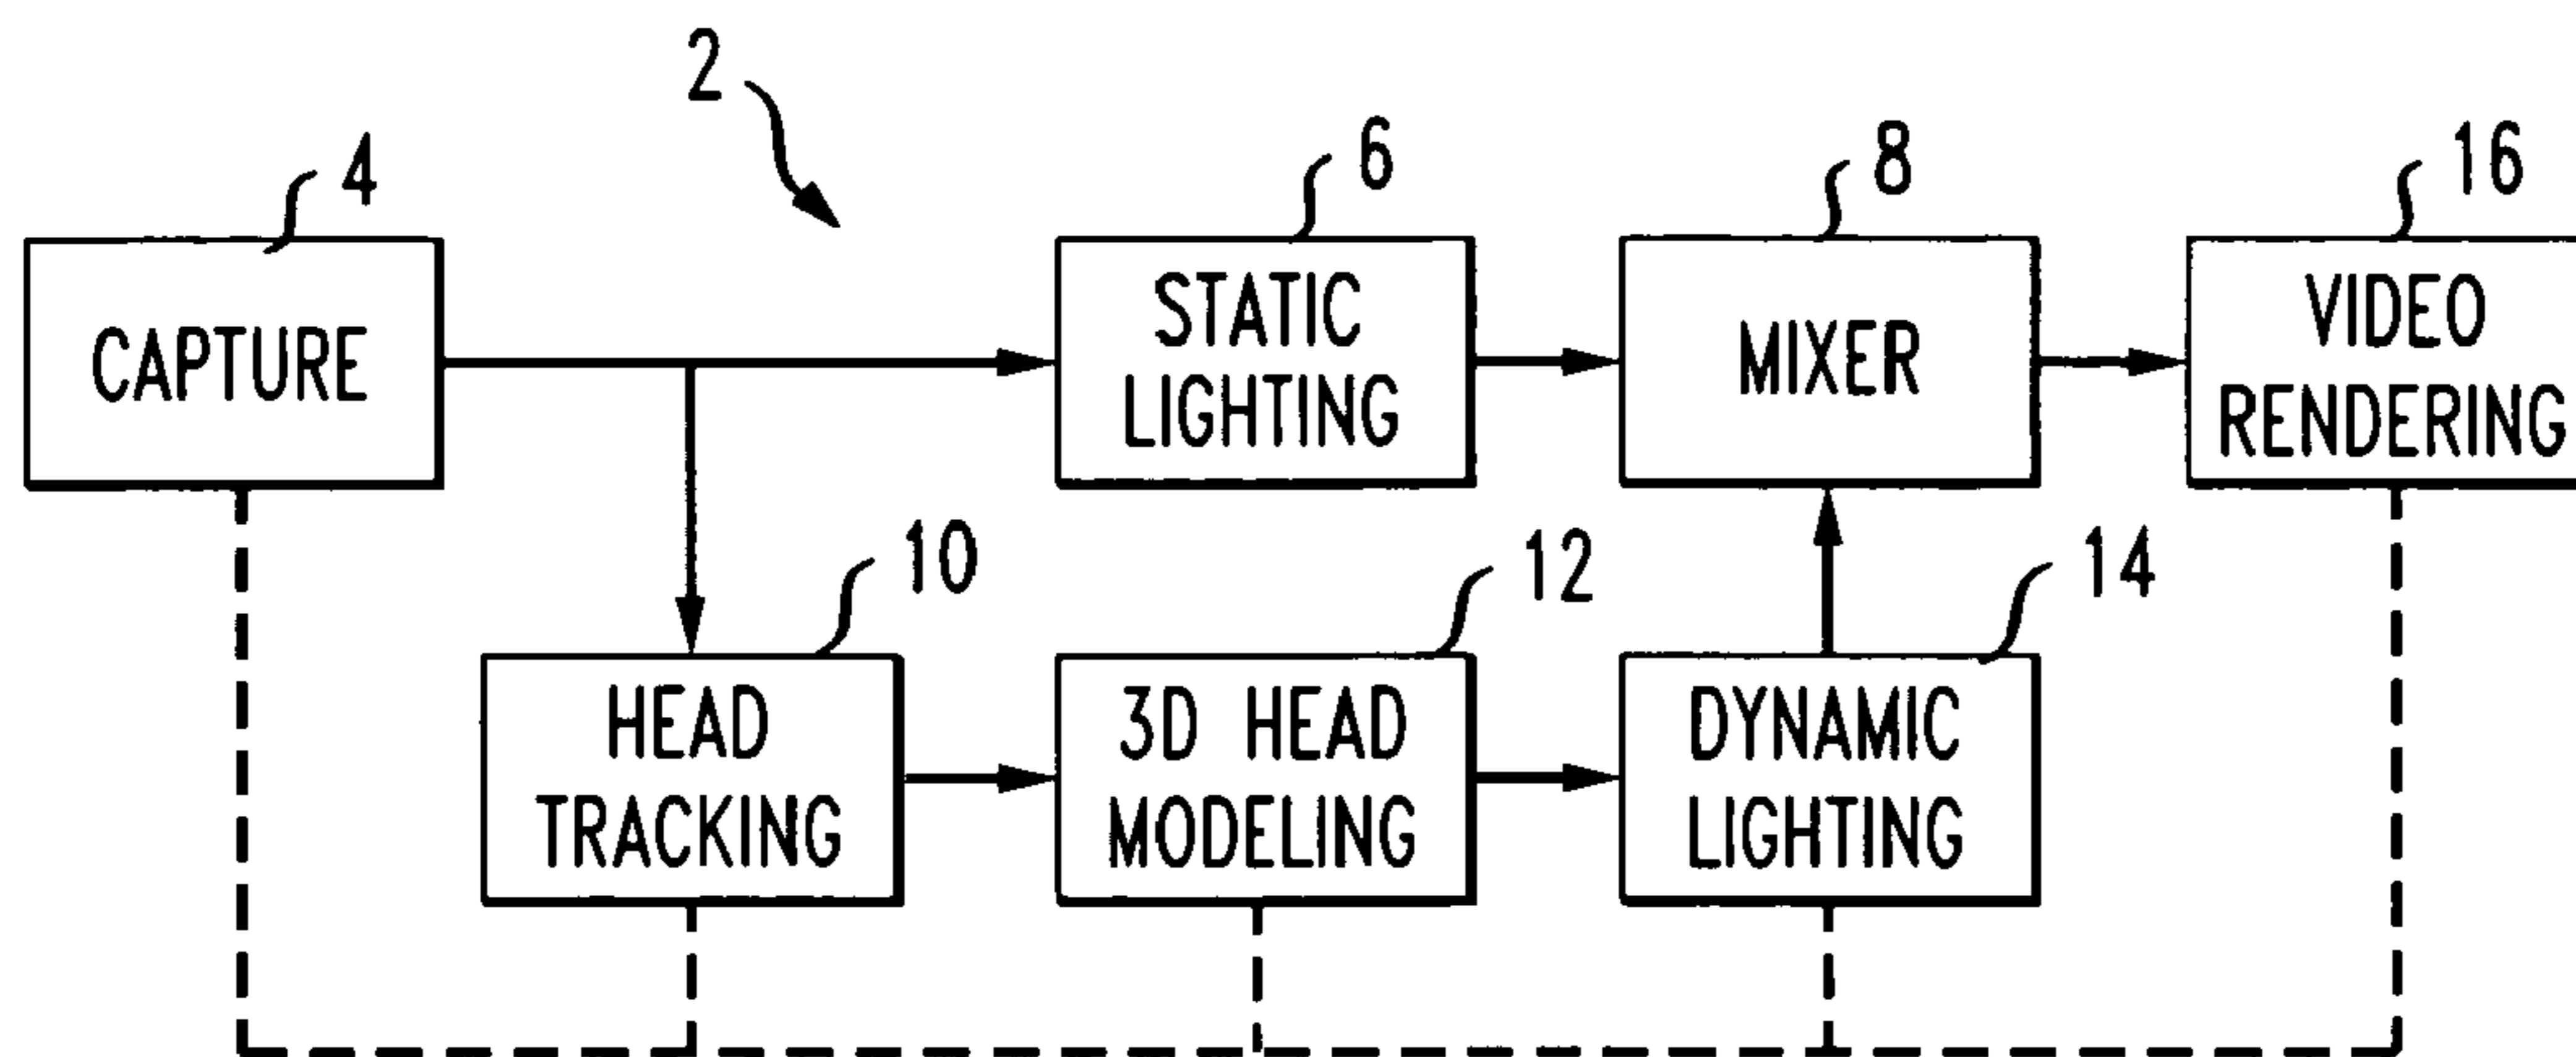 2
4
6
8
16
CAPTURE
STATIC
LIGHTING
MIXER
VIDEO
RENDERING
10
12
14
HEAD
TRACKING
3D HEAD
MODELING
DYNAMIC
LIGHTING